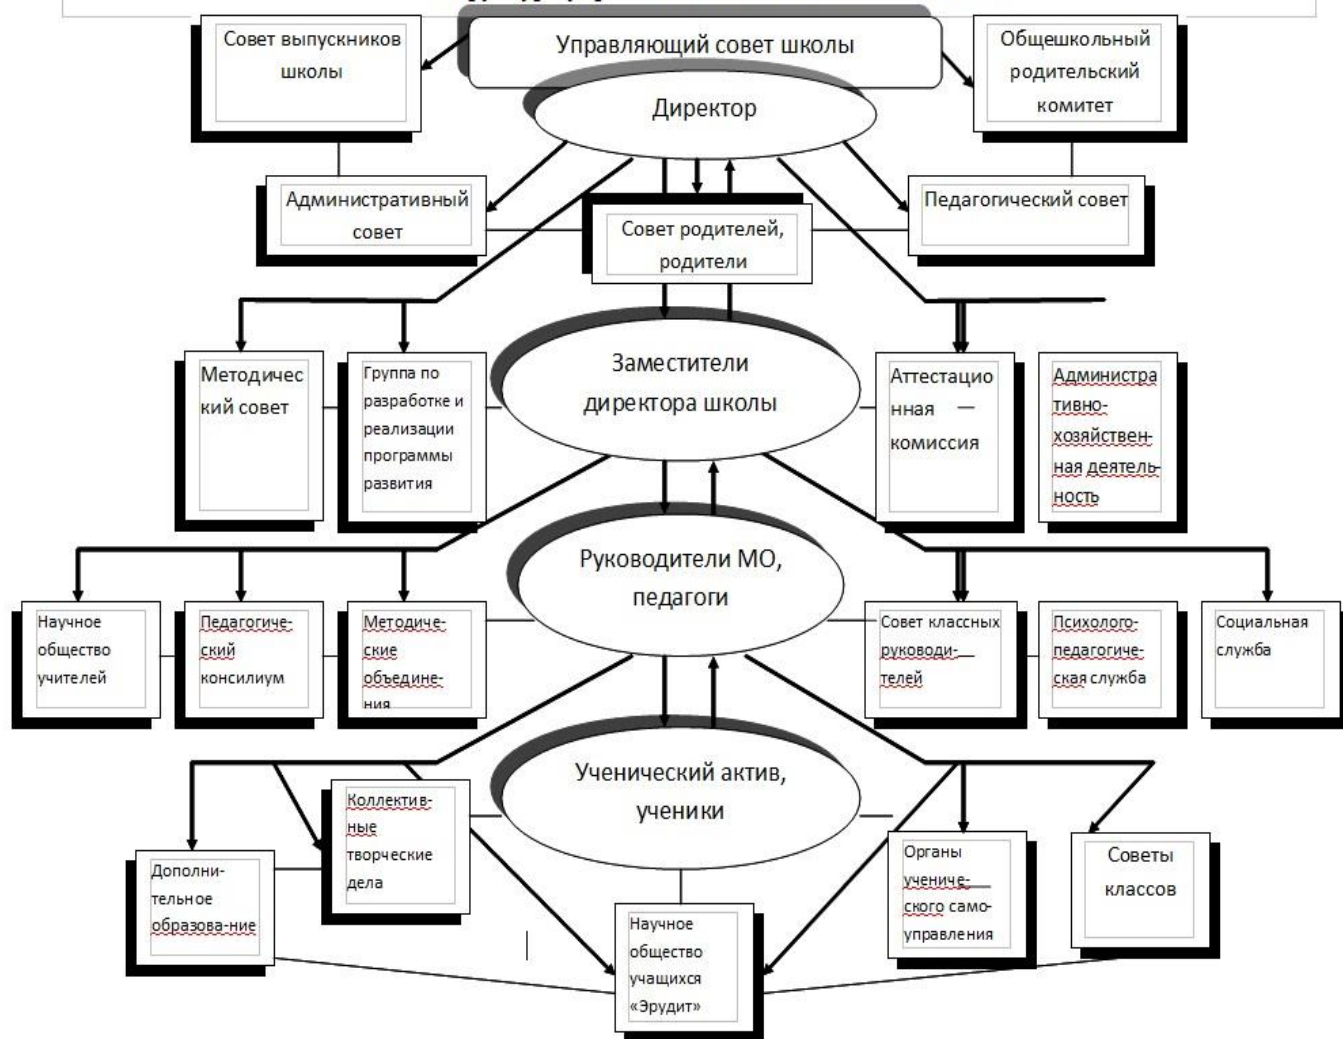 Управляющий совет школы
Совет выпускников
школы
Общешкольный
родительский
комитет
Директор
Административный
совет
Совет родителей,
родители
Педагогический совет
Методичес
кий совет
Группа по
разработке и
реализации
программы
развития
Заместители
директора школы
Аттестацио
нная —
комиссия
Администра
тивно-
хозяйствен-
ная деятель-
ность
Научное
общество
учителей
Педагогиче-
ский
консилиум
Методиче-
ские
объедине-
ния
Руководители МО,
педагоги
Совет классных
руководи-
телей
Психолого-
педагогиче-
ская служба
Социальная
служба
Дополни-
тельное
образова-ние
Коллектив-
ные
творческие
дела
Ученический актив,
ученики
Научное
общество
учащихся
«Эрудит»
Органы
учениче-
ского само-
управления
Советы
классов